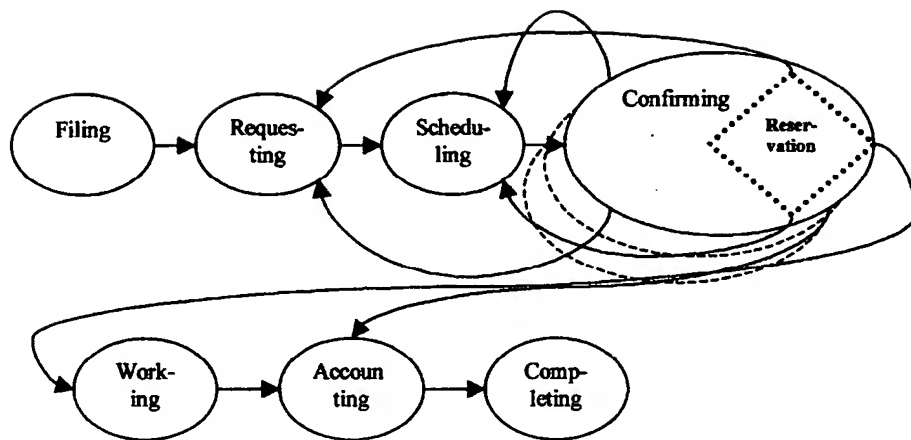 Filing
Reques-
ting
Schedu-
ling
Confirming
Reser-
vation
Work-
ing
Accoun
ting
Comp-
leting